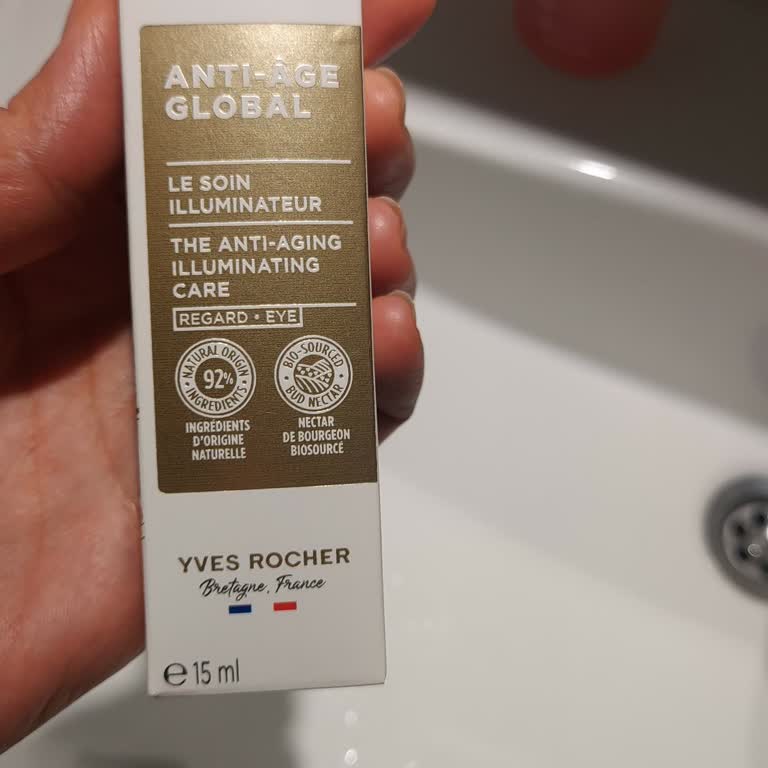 ANTI-ÂGE
GLOBAL
LE SOIN
ILLUMINATEUR
THE ANTI-AGING
ILLUMINATING
CARE
REGARD • EYE
NATURAL ORIGIN
92%
• INGREDIENTS •
INGRÉDIENTS
D'ORIGINE
NATURELLE
BIO-SOURCED
• BUD NECTAR •
NECTAR
DE BOURGEON
BIOSOURCÉ
YVES ROCHER
Bretagne, France
℮ 15 ml